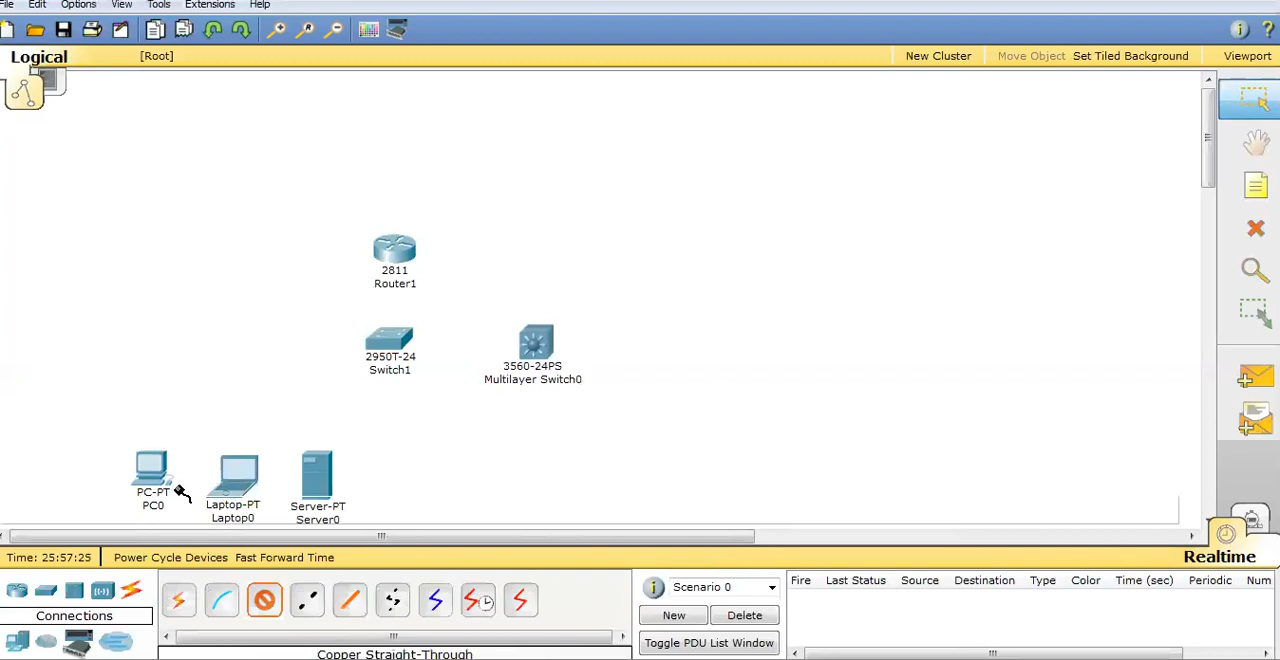 File Edit Options View Tools Extensions Help
Logical [Root] New Cluster Move Object Set Tiled Background Viewport
2811
Router1
2950T-24
Switch1
3560-24PS
Multilayer Switch0
PC-PT
PC0
Laptop-PT
Laptop0
Server-PT
Server0
Time: 25:57:25 Power Cycle Devices Fast Forward Time Realtime
Connections
Copper Straight-Through
Scenario 0
New Delete
Toggle PDU List Window
Fire Last Status Source Destination Type Color Time (sec) Periodic Num